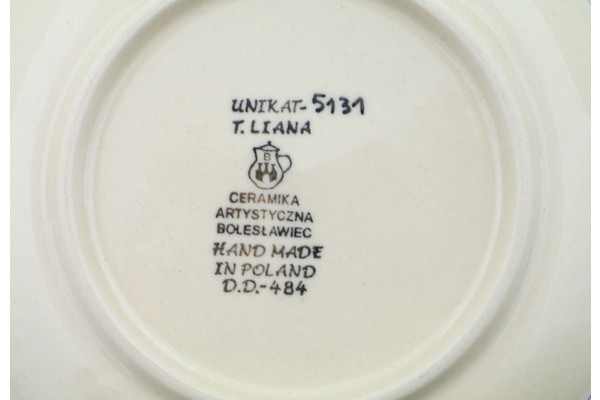 UNIKAT-5131
T. LIANA
B
CERAMIKA
ARTYSTYCZNA
BOLESŁAWIEC
HAND MADE
IN POLAND
D.D.-484